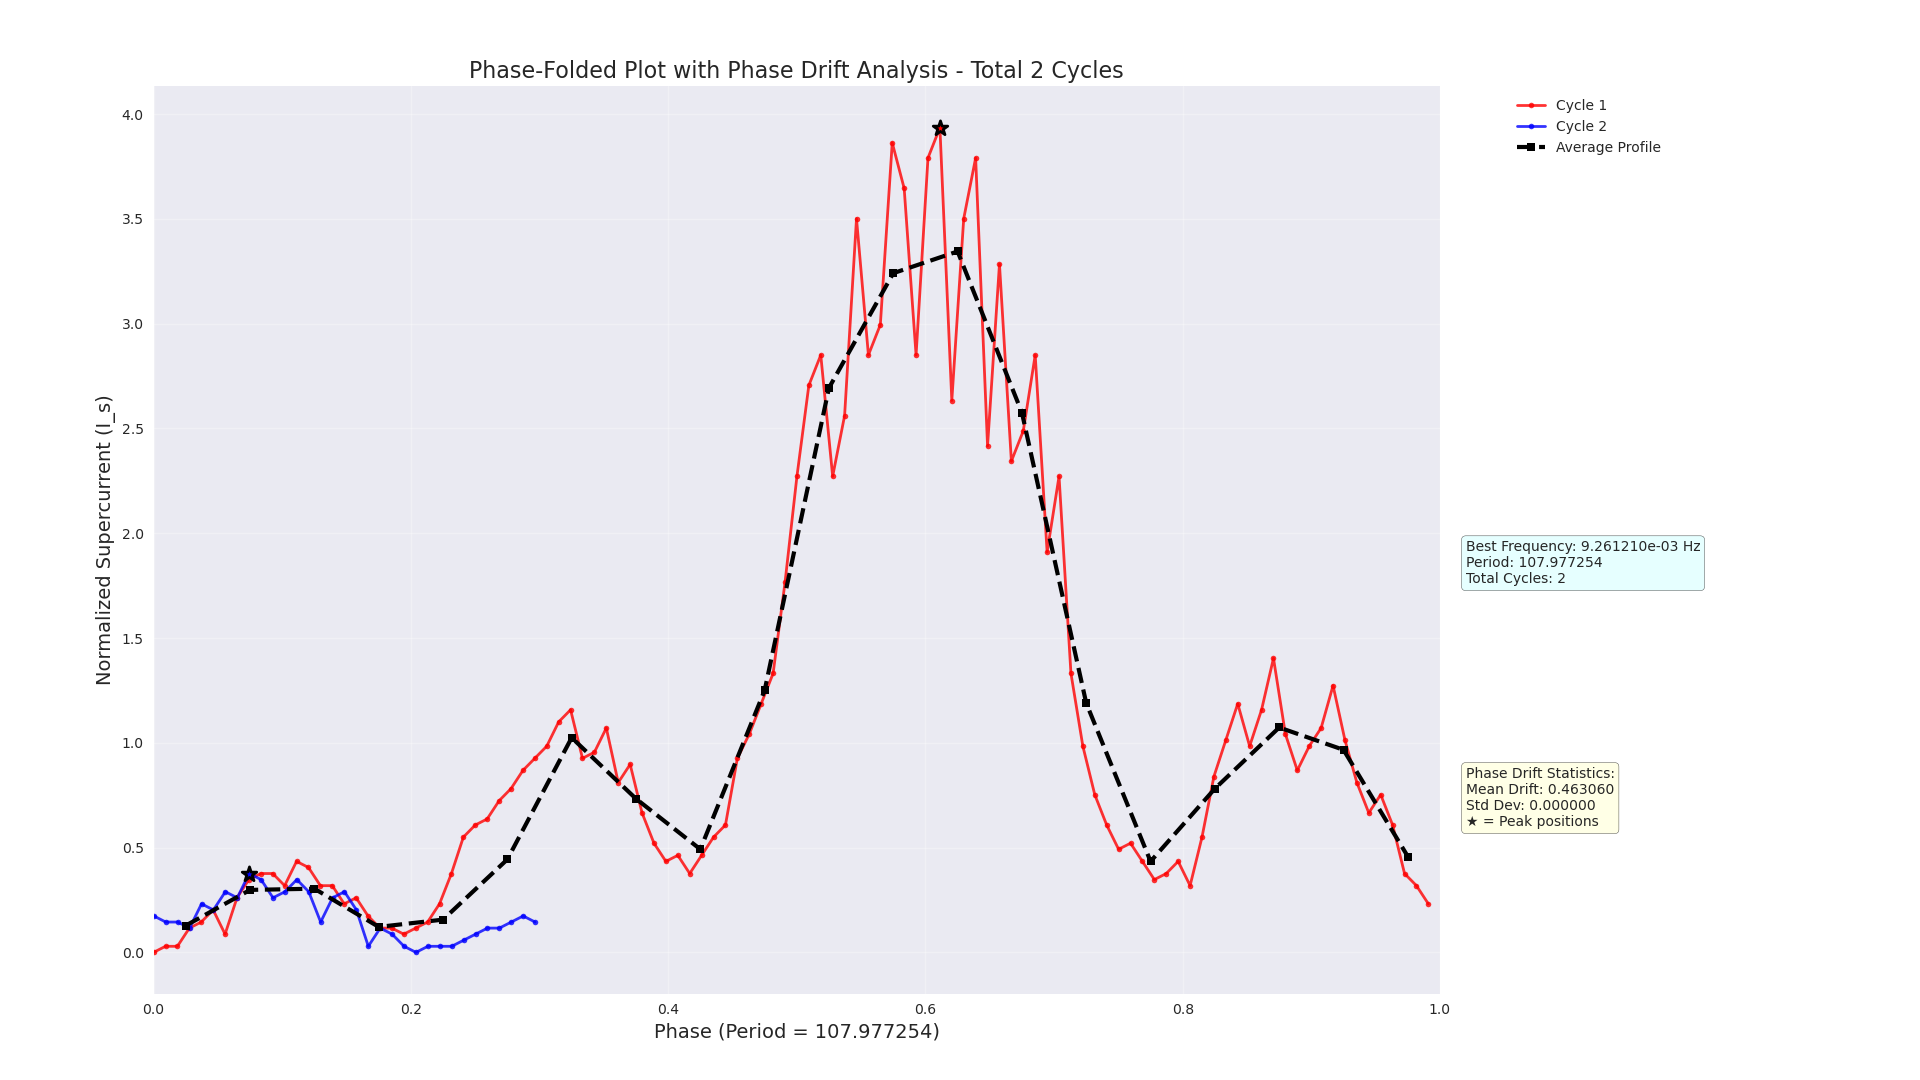 Phase-Folded Plot with Phase Drift Analysis - Total 2 Cycles
Normalized Supercurrent (I_s)
4.0
3.5
3.0
2.5
2.0
1.5
1.0
0.5
0.0
0.0 0.2 0.4 0.6 0.8 1.0
Phase (Period = 107.977254)
Cycle 1
Cycle 2
Average Profile
Best Frequency: 9.261210e-03 Hz
Period: 107.977254
Total Cycles: 2
Phase Drift Statistics:
Mean Drift: 0.463060
Std Dev: 0.000000
★ = Peak positions